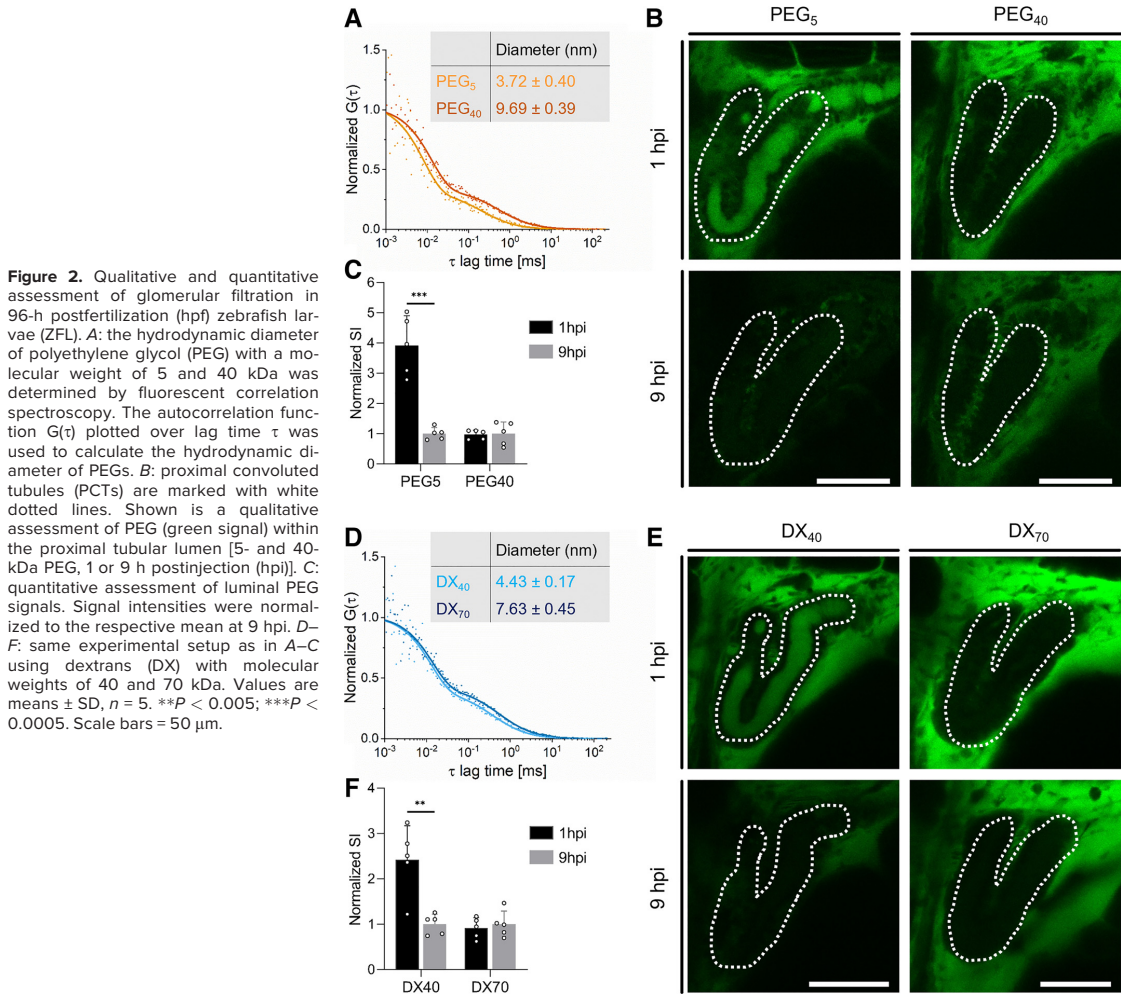 Figure 2. Qualitative and quantitative
assessment of glomerular filtration in
96-h postfertilization (hpf) zebrafish lar-
vae (ZFL). A: the hydrodynamic diameter
of polyethylene glycol (PEG) with a mo-
lecular weight of 5 and 40 kDa was
determined by fluorescent correlation
spectroscopy. The autocorrelation func-
tion G(τ) plotted over lag time τ was
used to calculate the hydrodynamic di-
ameter of PEGs. B: proximal convoluted
tubules (PCTs) are marked with white
dotted lines. Shown is a qualitative
assessment of PEG (green signal) within
the proximal tubular lumen [5- and 40-
kDa PEG, 1 or 9 h postinjection (hpi)]. C:
quantitative assessment of luminal PEG
signals. Signal intensities were normal-
ized to the respective mean at 9 hpi. D–
F: same experimental setup as in A–C
using dextrans (DX) with molecular
weights of 40 and 70 kDa. Values are
means ± SD, n = 5. **P < 0.005; ***P <
0.0005. Scale bars = 50 μm.
A
Diameter (nm)
PEG5 3.72 ± 0.40
PEG40 9.69 ± 0.39
Normalized G(τ)
1.5
1.0
0.5
0.0
10-3 10-2 10-1 100 101 102
τ lag time [ms]
B
PEG5 PEG40
1 hpi
9 hpi
C
Normalized SI
6
5
4
3
2
1
0
***
1hpi
9hpi
PEG5 PEG40
D
Diameter (nm)
DX40 4.43 ± 0.17
DX70 7.63 ± 0.45
Normalized G(τ)
1.5
1.0
0.5
0.0
10-3 10-2 10-1 100 101 102
τ lag time [ms]
E
DX40 DX70
1 hpi
9 hpi
F
Normalized SI
4
3
2
1
0
**
1hpi
9hpi
DX40 DX70